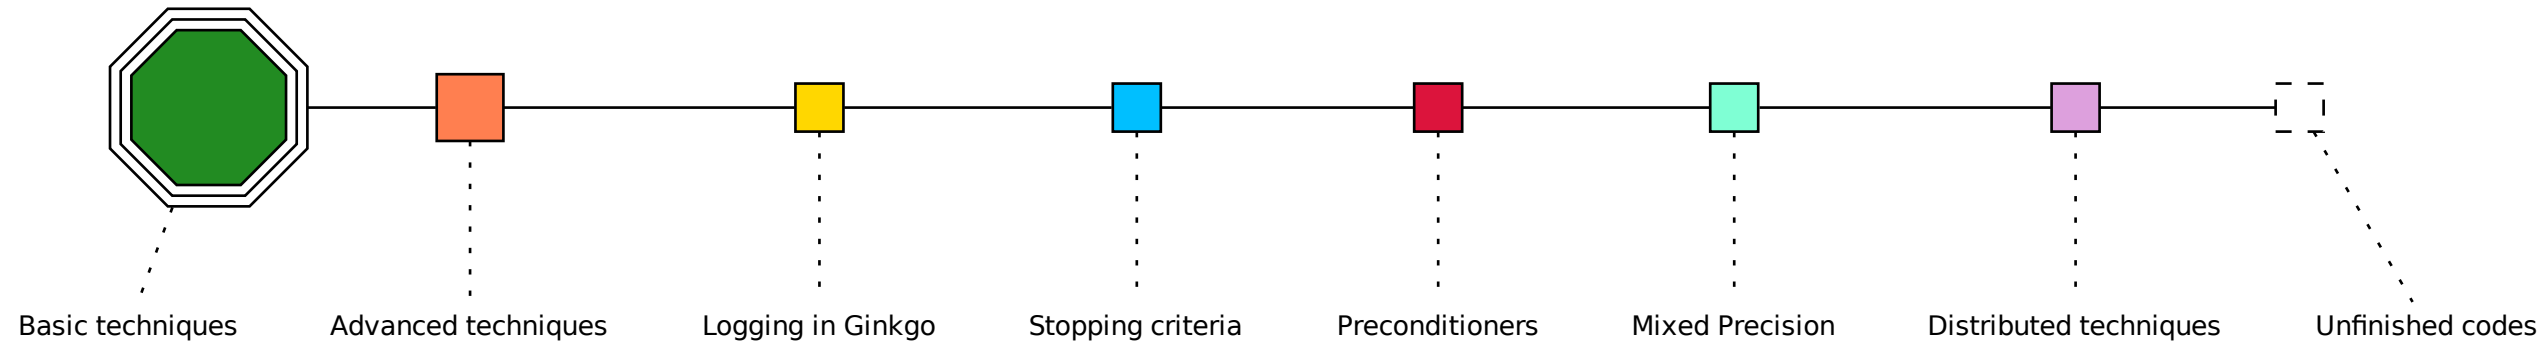 Basic techniques
Advanced techniques
Logging in Ginkgo
Stopping criteria
Preconditioners
Mixed Precision
Distributed techniques
Unfinished codes